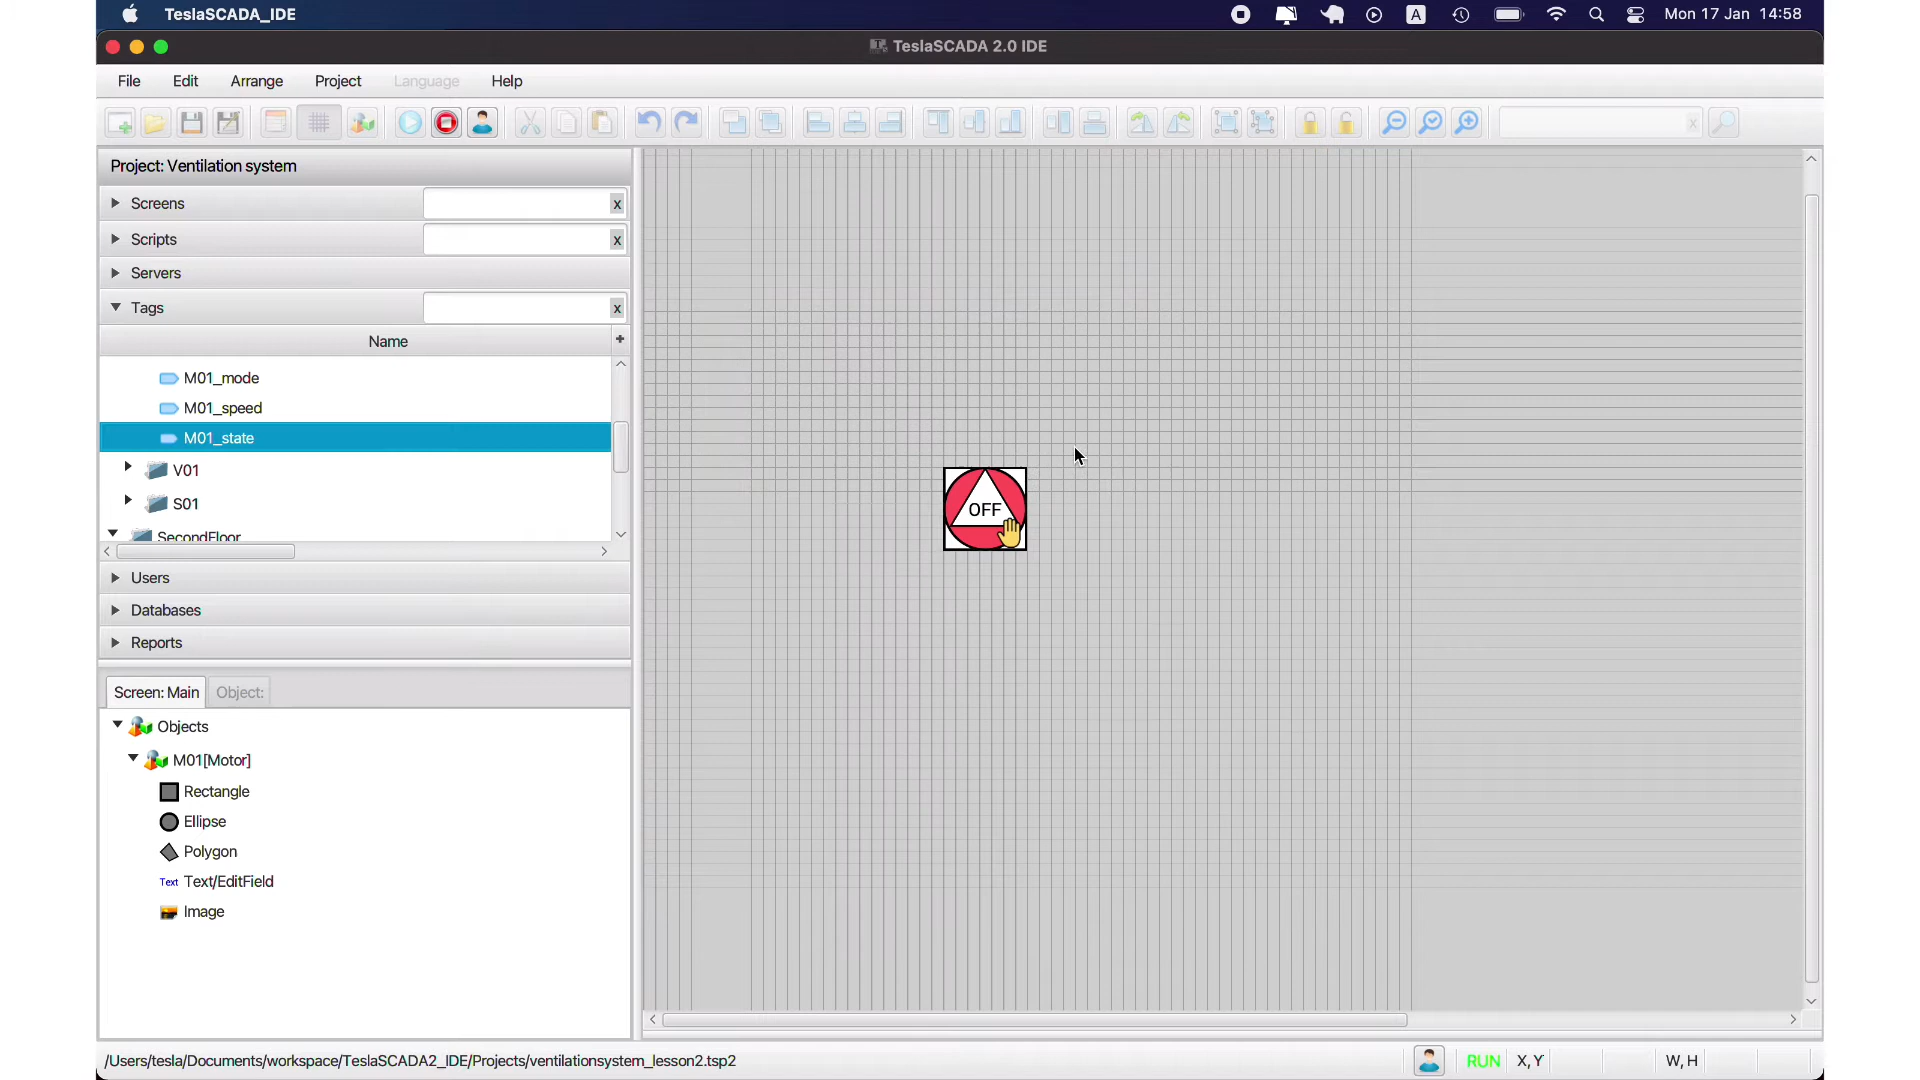 TeslaSCADA_IDE
A
Mon 17 Jan 14:58
TeslaSCADA 2.0 IDE
File Edit Arrange Project Language Help
x
Project: Ventilation system
Screens x
Scripts x
Servers
Tags x
Name +
M01_mode
M01_speed
M01_state
V01
S01
SecondFloor
Users
Databases
Reports
Screen: Main Object:
Objects
M01[Motor]
Rectangle
Ellipse
Polygon
Text Text/EditField
Image
OFF
/Users/tesla/Documents/workspace/TeslaSCADA2_IDE/Projects/ventilationsystem_lesson2.tsp2
RUN X,Y W,H